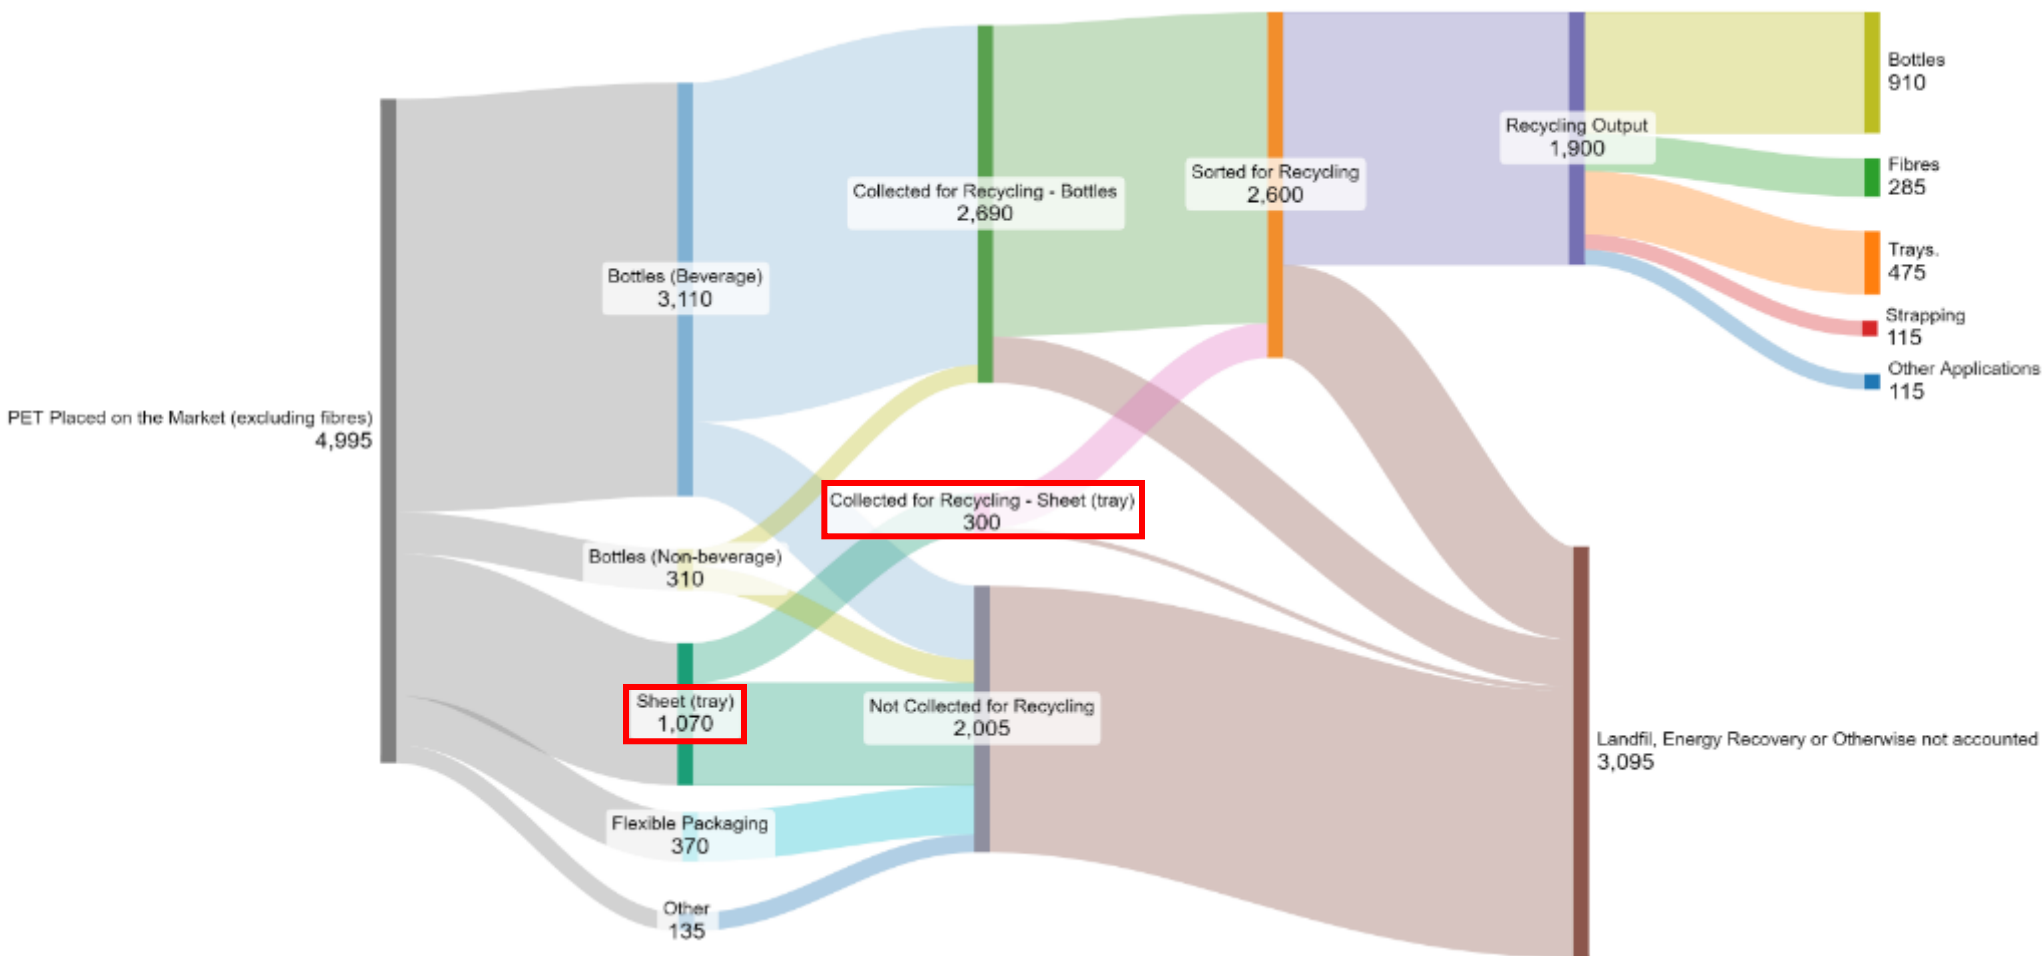 PET Placed on the Market (excluding fibres)
4,995
Bottles (Beverage)
3,110
Bottles (Non-beverage)
310
Sheet (tray)
1,070
Flexible Packaging
370
Other
135
Collected for Recycling - Bottles
2,690
Collected for Recycling - Sheet (tray)
300
Not Collected for Recycling
2,005
Sorted for Recycling
2,600
Recycling Output
1,900
Landfil, Energy Recovery or Otherwise not accounted
3,095
Bottles
910
Fibres
285
Trays.
475
Strapping
115
Other Applications
115